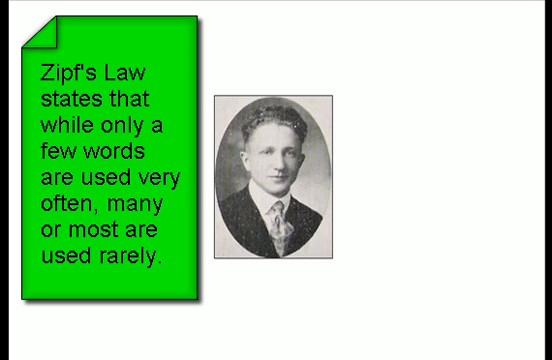 Zipf's Law
states that
while only a
few words
are used very
often, many
or most are
used rarely.